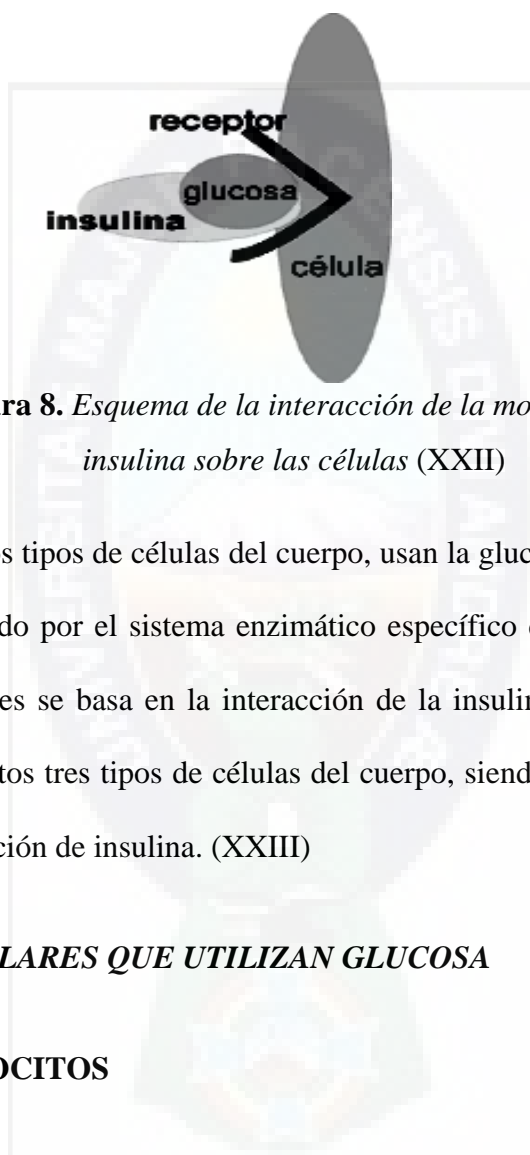 receptor
glucosa
insulina
célula
ra 8. Esquema de la interacción de la mo
insulina sobre las células (XXII)
s tipos de células del cuerpo, usan la gluc
do por el sistema enzimático específico
es se basa en la interacción de la insulin
tos tres tipos de células del cuerpo, siend
ción de insulina. (XXIII)
LARES QUE UTILIZAN GLUCOSA
OCITOS